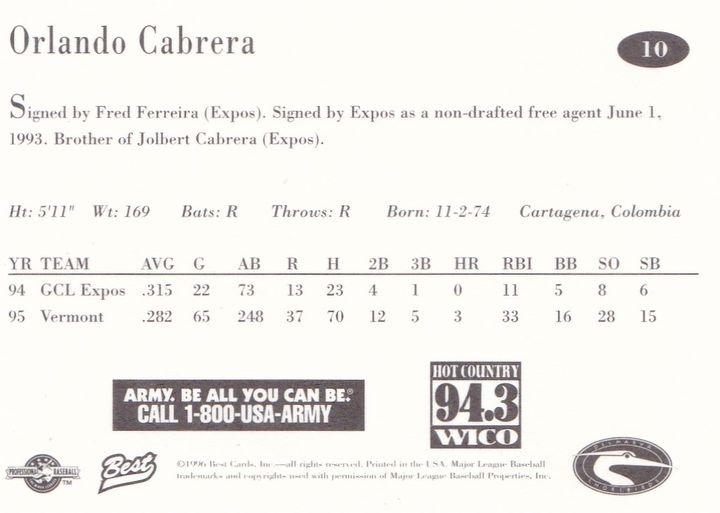 Orlando Cabrera
10
Signed by Fred Ferreira (Expos). Signed by Expos as a non-drafted free agent June 1,
1993. Brother of Jolbert Cabrera (Expos).
Ht: 5'11" Wt: 169 Bats: R Throws: R Born: 11-2-74 Cartagena, Colombia
YR TEAM AVG G AB R H 2B 3B HR RBI BB SO SB
94 GCL Expos .315 22 73 13 23 4 1 0 11 5 8 6
95 Vermont .282 65 248 37 70 12 5 3 33 16 28 15
ARMY. BE ALL YOU CAN BE.®
CALL 1-800-USA-ARMY
HOT COUNTRY
94.3
WICO
PROFESSIONAL BASEBALL
TM
Best
©1996 Best Cards, Inc.—all rights reserved. Printed in the USA. Major League Baseball
trademarks and copyrights used with permission of Major League Baseball Properties, Inc.
DELMARVA
SHOREBIRDS